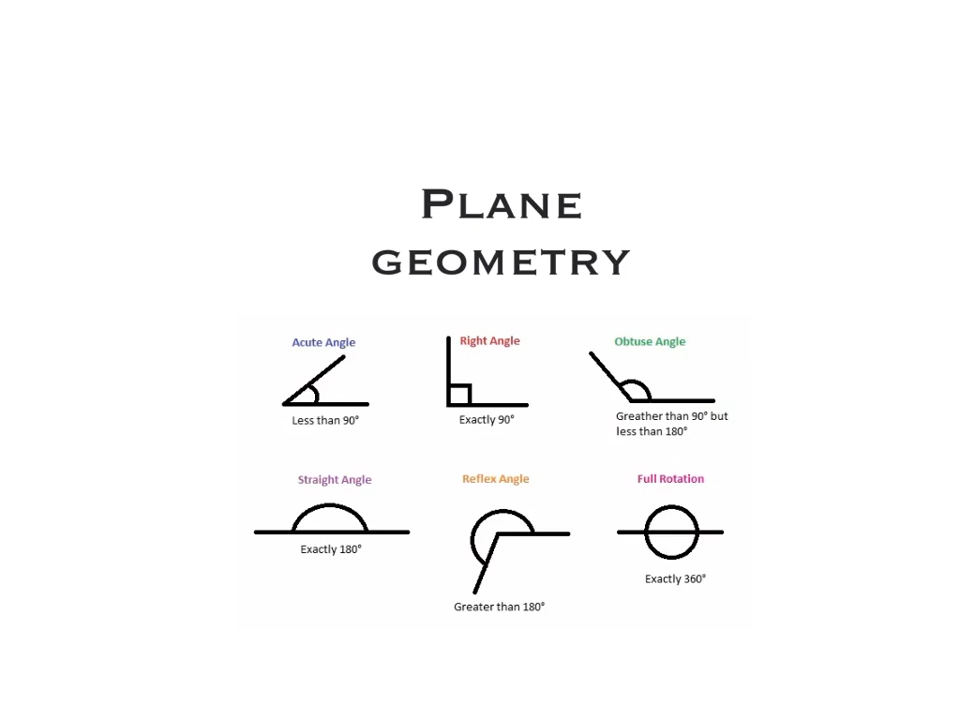 PLANE
GEOMETRY
Acute Angle
Right Angle
Obtuse Angle
Less than 90°
Exactly 90°
Greather than 90° but
less than 180°
Straight Angle
Reflex Angle
Full Rotation
Exactly 180°
Greater than 180°
Exactly 360°